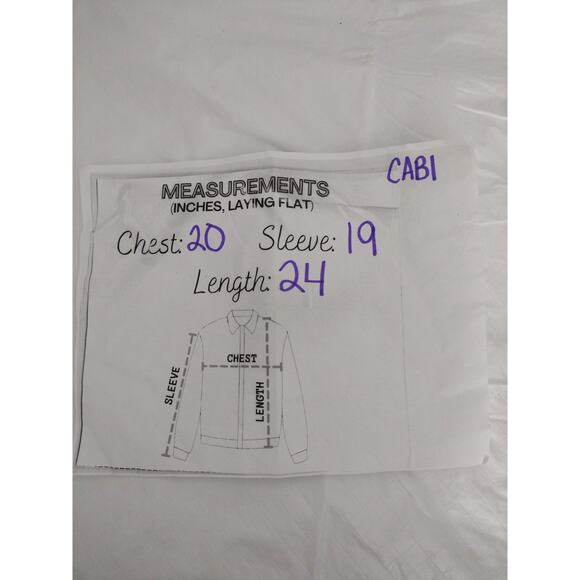 CABI
MEASUREMENTS
(INCHES, LAYING FLAT)
Chest: 20 Sleeve: 19
Length: 24
SLEEVE
CHEST
LENGTH